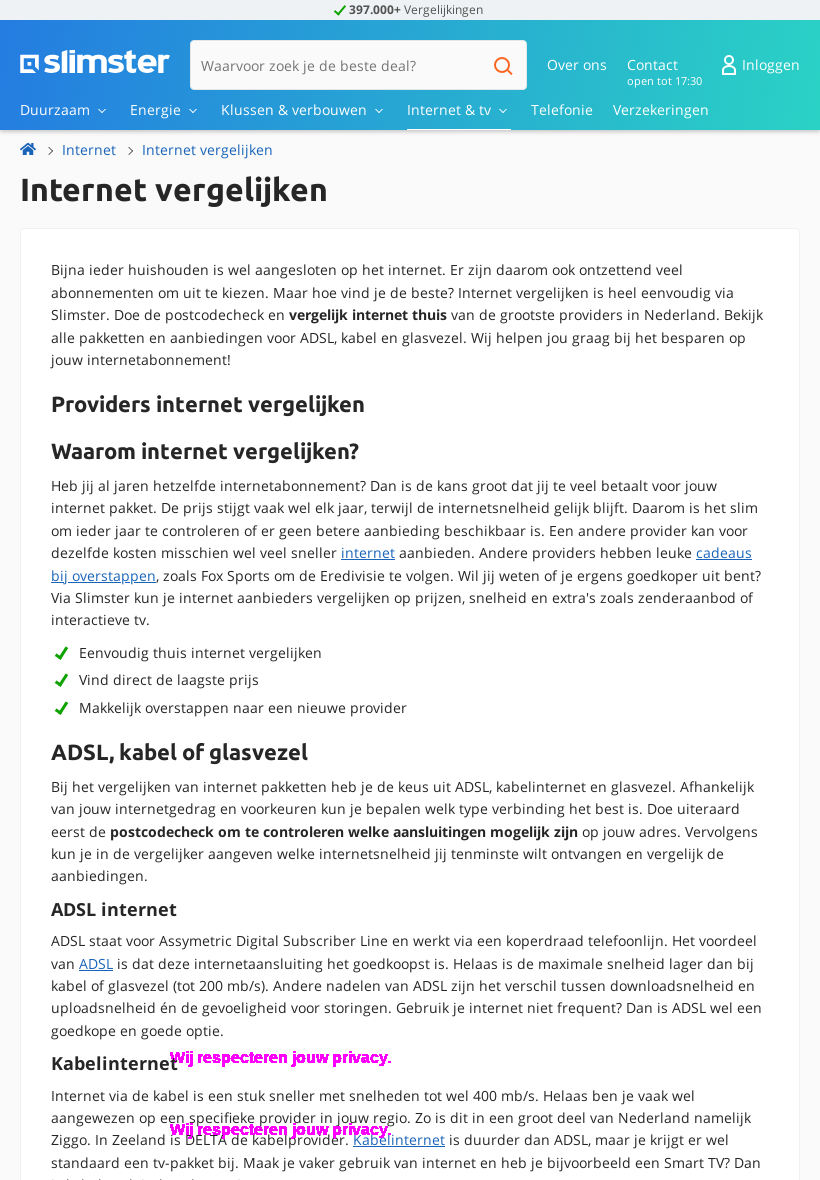 397.000+ Vergelijkingen
slimster
Waarvoor zoek je de beste deal?
Over ons
Contact
open tot 17:30
Inloggen
Duurzaam
Energie
Klussen & verbouwen
Internet & tv
Telefonie
Verzekeringen
Internet
Internet vergelijken
Internet vergelijken
Bijna ieder huishouden is wel aangesloten op het internet. Er zijn daarom ook ontzettend veel
abonnementen om uit te kiezen. Maar hoe vind je de beste? Internet vergelijken is heel eenvoudig via
Slimster. Doe de postcodecheck en vergelijk internet thuis van de grootste providers in Nederland. Bekijk
alle pakketten en aanbiedingen voor ADSL, kabel en glasvezel. Wij helpen jou graag bij het besparen op
jouw internetabonnement!
Providers internet vergelijken
Waarom internet vergelijken?
Heb jij al jaren hetzelfde internetabonnement? Dan is de kans groot dat jij te veel betaalt voor jouw
internet pakket. De prijs stijgt vaak wel elk jaar, terwijl de internetsnelheid gelijk blijft. Daarom is het slim
om ieder jaar te controleren of er geen betere aanbieding beschikbaar is. Een andere provider kan voor
dezelfde kosten misschien wel veel sneller internet aanbieden. Andere providers hebben leuke cadeaus
bij overstappen, zoals Fox Sports om de Eredivisie te volgen. Wil jij weten of je ergens goedkoper uit bent?
Via Slimster kun je internet aanbieders vergelijken op prijzen, snelheid en extra's zoals zenderaanbod of
interactieve tv.
Eenvoudig thuis internet vergelijken
Vind direct de laagste prijs
Makkelijk overstappen naar een nieuwe provider
ADSL, kabel of glasvezel
Bij het vergelijken van internet pakketten heb je de keus uit ADSL, kabelinternet en glasvezel. Afhankelijk
van jouw internetgedrag en voorkeuren kun je bepalen welk type verbinding het best is. Doe uiteraard
eerst de postcodecheck om te controleren welke aansluitingen mogelijk zijn op jouw adres. Vervolgens
kun je in de vergelijker aangeven welke internetsnelheid jij tenminste wilt ontvangen en vergelijk de
aanbiedingen.
ADSL internet
ADSL staat voor Assymetric Digital Subscriber Line en werkt via een koperdraad telefoonlijn. Het voordeel
van ADSL is dat deze internetaansluiting het goedkoopst is. Helaas is de maximale snelheid lager dan bij
kabel of glasvezel (tot 200 mb/s). Andere nadelen van ADSL zijn het verschil tussen downloadsnelheid en
uploadsnelheid én de gevoeligheid voor storingen. Gebruik je internet niet frequent? Dan is ADSL wel een
goedkope en goede optie.
Wij respecteren jouw privacy.
Kabelinternet
Internet via de kabel is een stuk sneller met snelheden tot wel 400 mb/s. Helaas ben je vaak wel
aangewezen op een specifieke provider in jouw regio. Zo is dit in een groot deel van Nederland namelijk
Wij respecteren jouw privacy.
Ziggo. In Zeeland is DELTA de kabelprovider. Kabelinternet is duurder dan ADSL, maar je krijgt er wel
standaard een tv-pakket bij. Maak je vaker gebruik van internet en heb je bijvoorbeeld een Smart TV? Dan